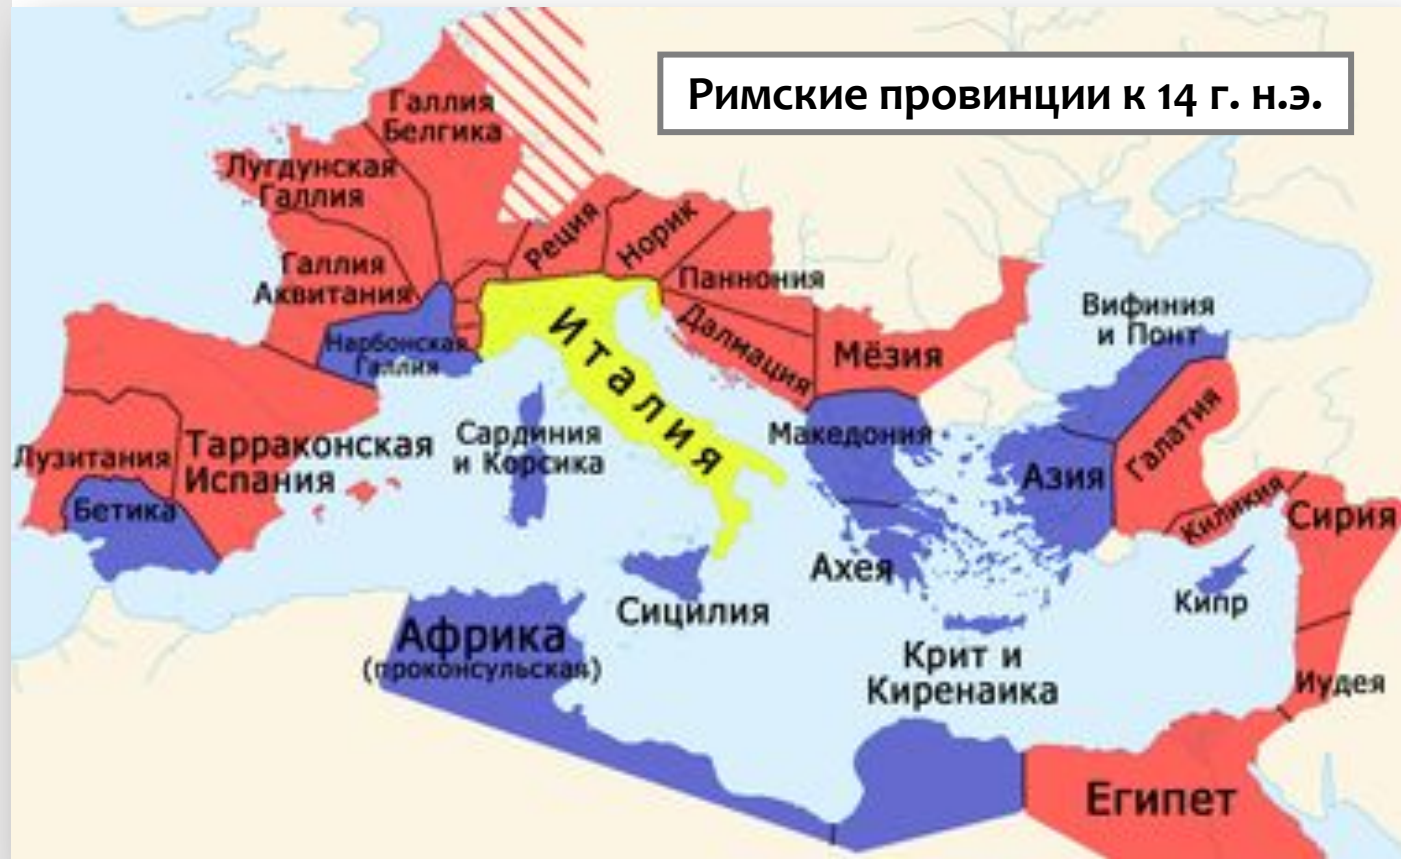 Римские провинции к 14 г. н.э.
Галлия
Белгика
Лугдунская
Галлия
Галлия
Аквитания
Нарбонская
Галлия
Реция
Норик
Паннония
Далмация
Мёзия
Италия
Вифиния
и Понт
Галатия
Лузитания
Тарраконская
Испания
Бетика
Сардиния
и Корсика
Македония
Азия
Киликия
Сирия
Ахея
Сицилия
Кипр
Африка
(проконсульская)
Крит и
Киренаика
Иудея
Египет